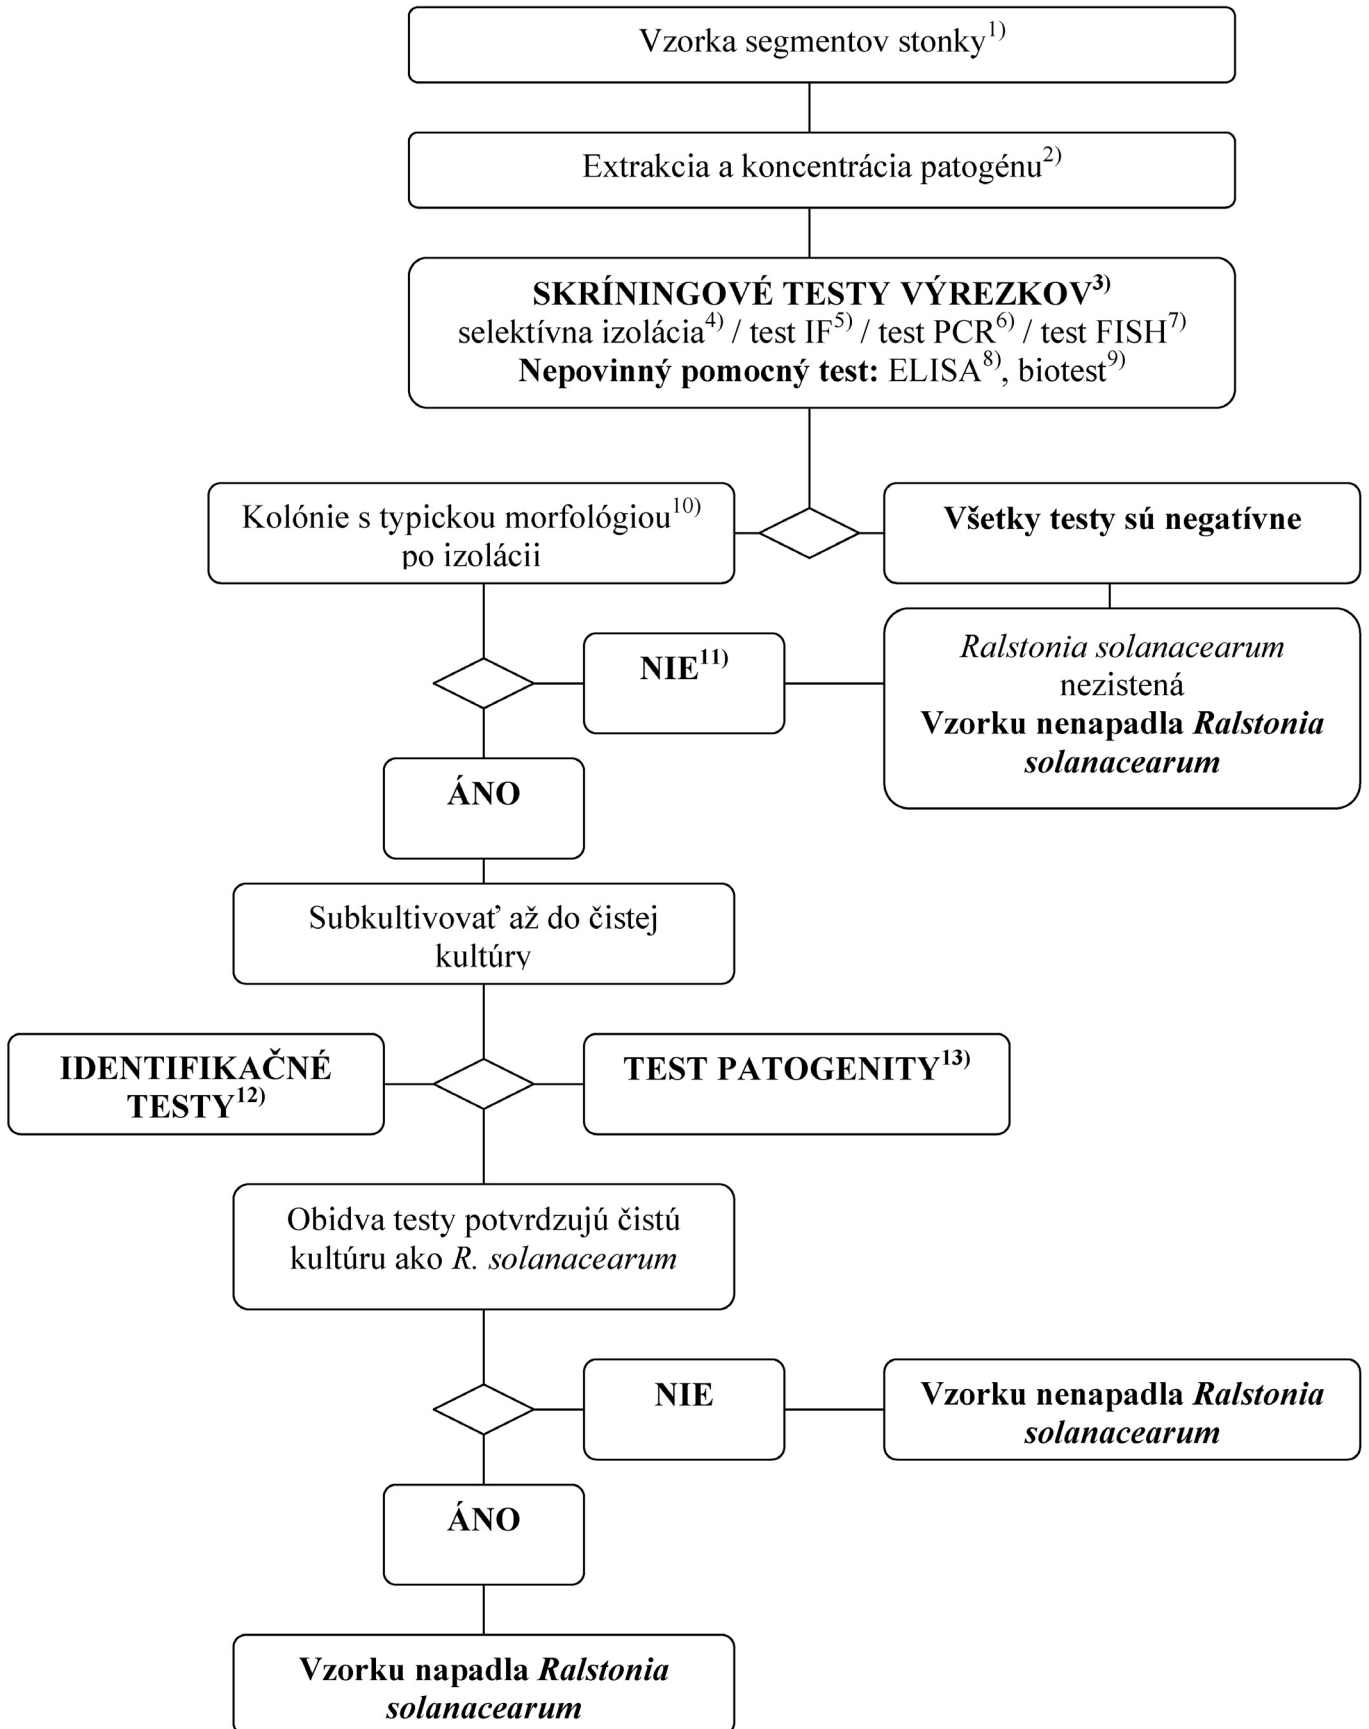 Vzorka segmentov stonky1)
Extrakcia a koncentrácia patogénu2)
SKRÍNINGOVÉ TESTY VÝREZKOV3)
selektívna izolácia4) / test IF5) / test PCR6) / test FISH7)
Nepovinný pomocný test: ELISA8), biotest9)
Kolónie s typickou morfológiou10)
po izolácii
Všetky testy sú negatívne
NIE11)
Ralstonia solanacearum
nezistená
Vzorku nenapadla Ralstonia
solanacearum
ÁNO
Subkultivovať až do čistej
kultúry
IDENTIFIKAČNÉ
TESTY12)
TEST PATOGENITY13)
Obidva testy potvrdzujú čistú
kultúru ako R. solanacearum
NIE
Vzorku nenapadla Ralstonia
solanacearum
ÁNO
Vzorku napadla Ralstonia
solanacearum